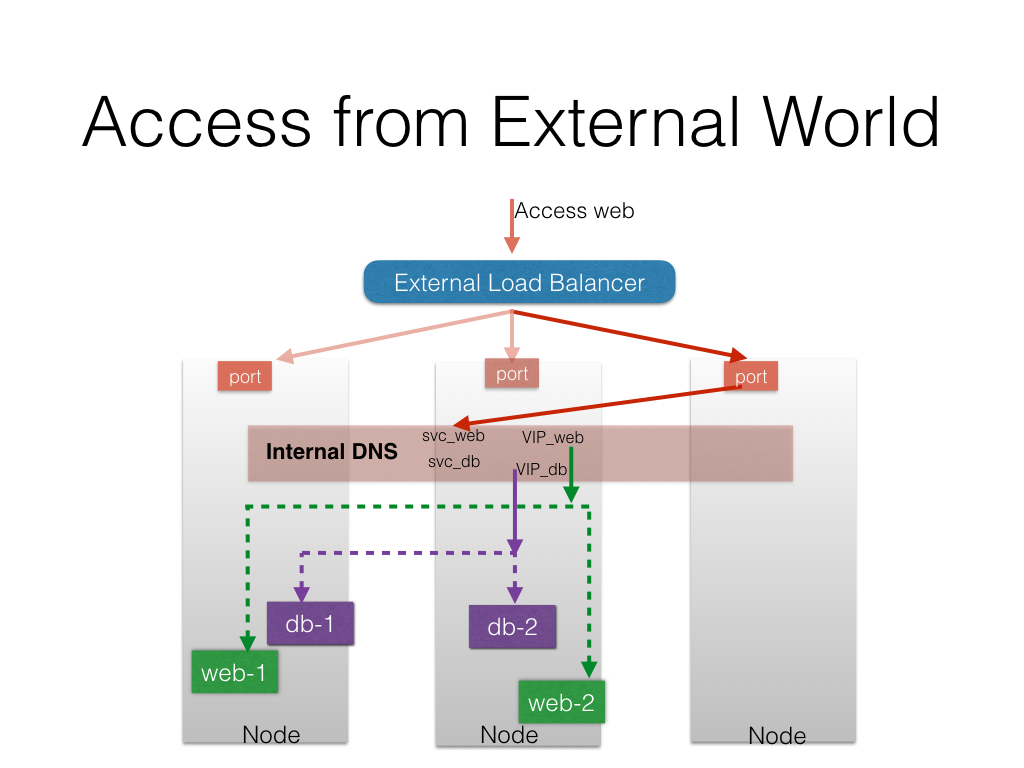 Access from External World
Access web
External Load Balancer
port
port
port
Internal DNS
svc_web
VIP_web
svc_db
VIP_db
db-1
db-2
web-1
web-2
Node
Node
Node